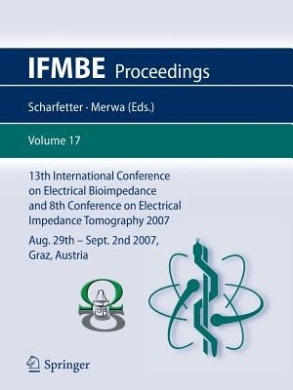 IFMBE Proceedings
Scharfetter · Merwa (Eds.)
Volume 17
13th International Conference
on Electrical Bioimpedance
and 8th Conference on Electrical
Impedance Tomography 2007
Aug. 29th – Sept. 2nd 2007,
Graz, Austria
Springer